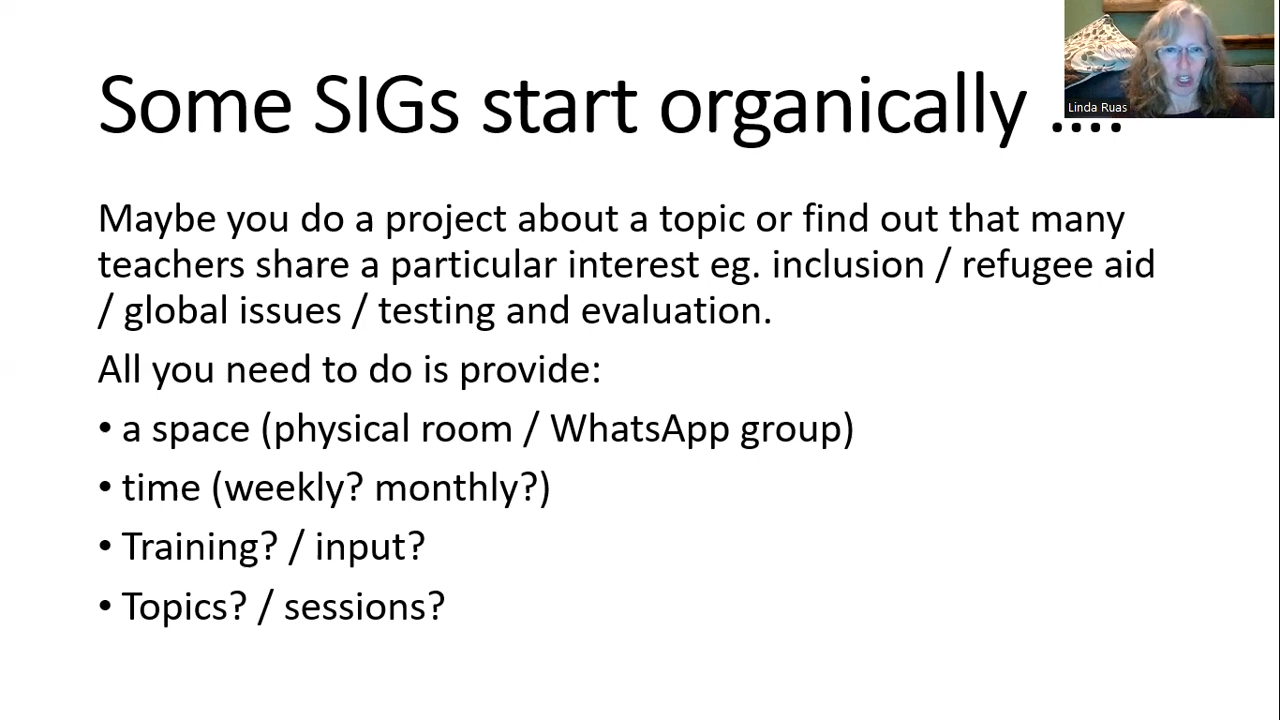 Some SIGs start organically ....
Linda Ruas
Maybe you do a project about a topic or find out that many
teachers share a particular interest eg. inclusion / refugee aid
/ global issues / testing and evaluation.
All you need to do is provide:
• a space (physical room / WhatsApp group)
• time (weekly? monthly?)
• Training? / input?
• Topics? / sessions?